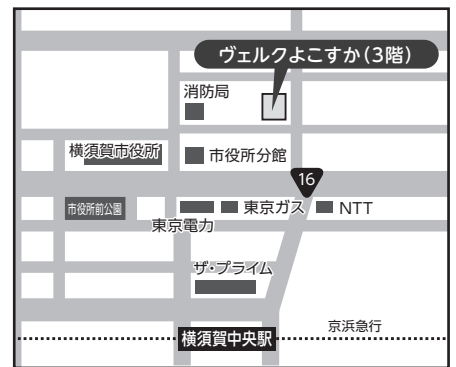 ヴェルクよこすか（3階）
消防局
横須賀市役所
市役所分館
16
市役所前公園
東京ガス
NTT
東京電力
ザ・プライム
京浜急行
横須賀中央駅